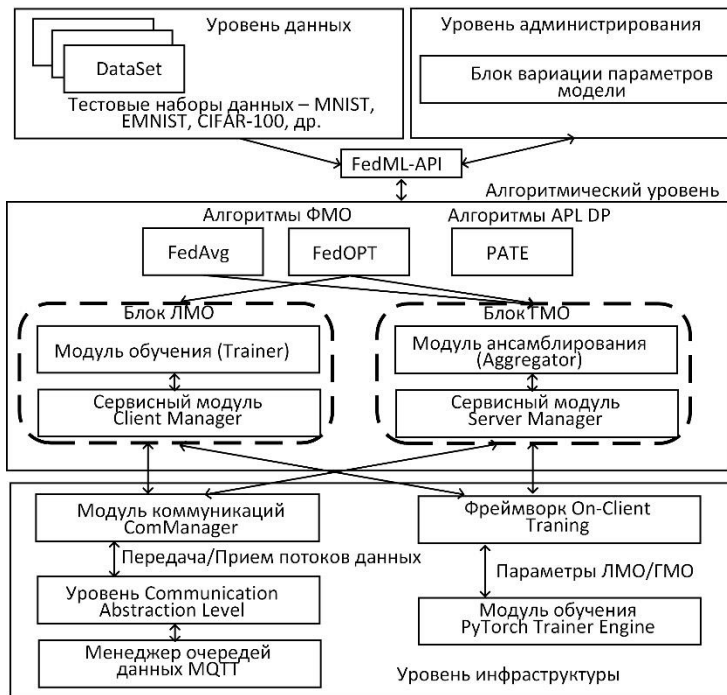 Уровень данных
DataSet
Тестовые наборы данных – MNIST,
EMNIST, CIFAR-100, др.
Уровень администрирования
Блок вариации параметров
модели
FedML-API
Алгоритмический уровень
Алгоритмы ФМО
Алгоритмы APL DP
FedAvg
FedOPT
PATE
Блок ЛМО
Модуль обучения (Trainer)
Сервисный модуль
Client Manager
Блок ГМО
Модуль ансамблирования
(Aggregator)
Сервисный модуль
Server Manager
Модуль коммуникаций
ComManager
Передача/Прием потоков данных
Уровень Communication
Abstraction Level
Менеджер очередей
данных MQTT
Фреймворк On-Client
Traning
Параметры ЛМО/ГМО
Модуль обучения
PyTorch Trainer Engine
Уровень инфраструктуры